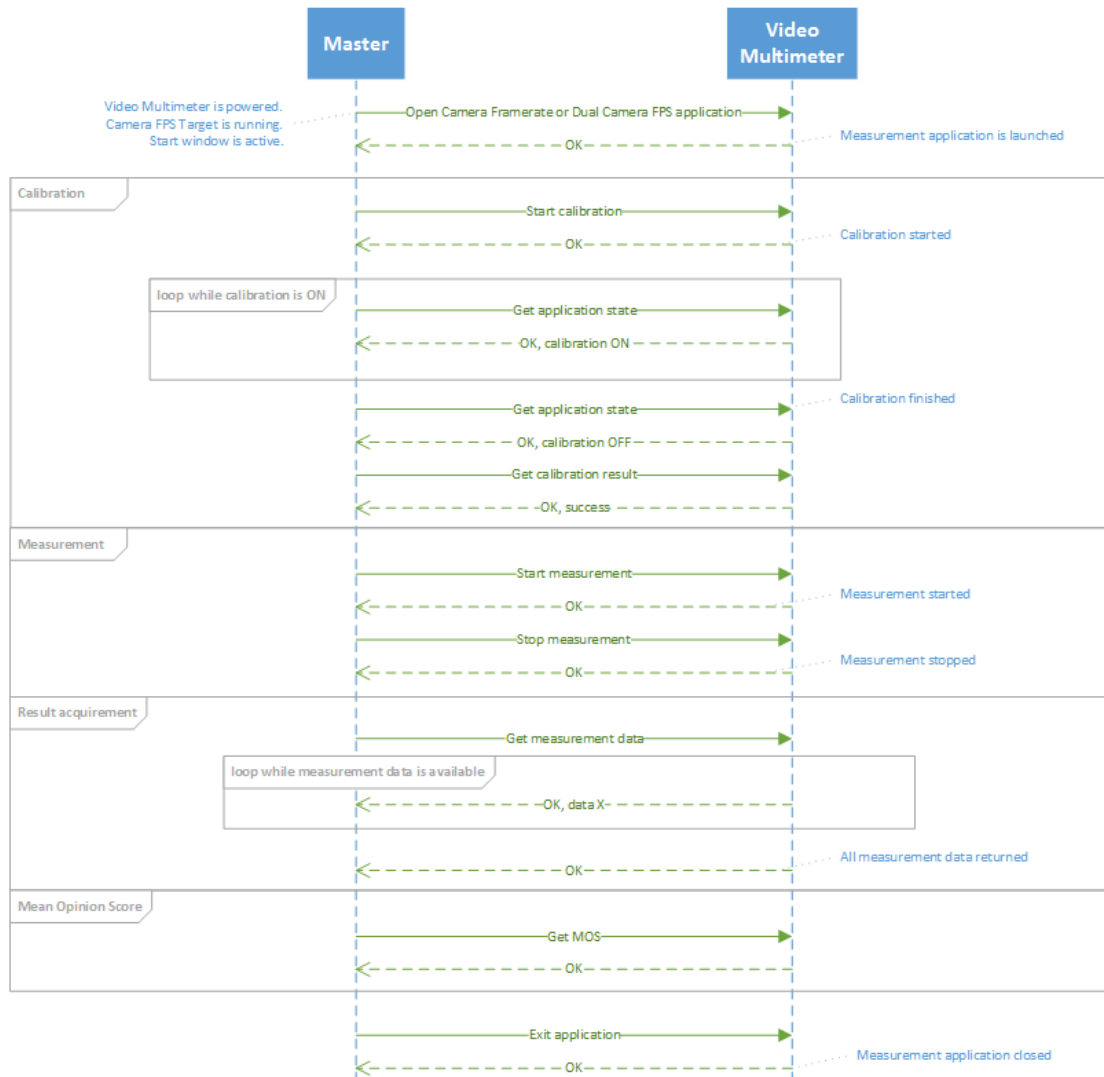 Master
Video
Multimeter
Video Multimeter is powered.
Camera FPS Target is running.
Start window is active.
Open Camera Framerate or Dual Camera FPS application
OK
Measurement application is launched
Calibration
Start calibration
OK
Calibration started
loop while calibration is ON
Get application state
OK, calibration ON
Get application state
Calibration finished
OK, calibration OFF
Get calibration result
OK, success
Measurement
Start measurement
OK
Measurement started
Stop measurement
OK
Measurement stopped
Result acquirement
Get measurement data
loop while measurement data is available
OK, data X
OK
All measurement data returned
Mean Opinion Score
Get MOS
OK
Exit application
OK
Measurement application closed